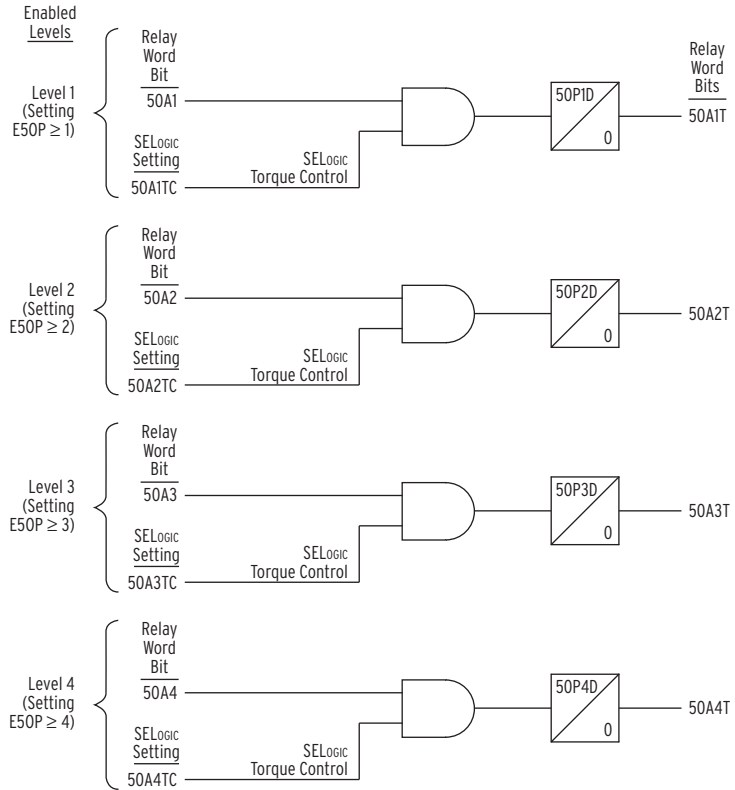 Enabled
Levels
Relay
Word
Bits
Level 1
(Setting
E50P ≥ 1)
Relay
Word
Bit
50A1
SELOGIC
Setting
50A1TC
SELOGIC
Torque Control
50P1D
0
50A1T
Level 2
(Setting
E50P ≥ 2)
Relay
Word
Bit
50A2
SELOGIC
Setting
50A2TC
SELOGIC
Torque Control
50P2D
0
50A2T
Level 3
(Setting
E50P ≥ 3)
Relay
Word
Bit
50A3
SELOGIC
Setting
50A3TC
SELOGIC
Torque Control
50P3D
0
50A3T
Level 4
(Setting
E50P ≥ 4)
Relay
Word
Bit
50A4
SELOGIC
Setting
50A4TC
SELOGIC
Torque Control
50P4D
0
50A4T